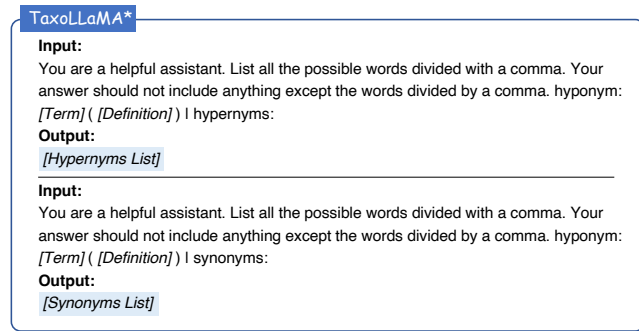 TaxoLLaMA*
Input:
You are a helpful assistant. List all the possible words divided with a comma. Your
answer should not include anything except the words divided by a comma. hyponym:
[Term] ( [Definition] ) | hypernyms:
Output:
[Hypernyms List]
Input:
You are a helpful assistant. List all the possible words divided with a comma. Your
answer should not include anything except the words divided by a comma. hyponym:
[Term] ( [Definition] ) | synonyms:
Output:
[Synonyms List]